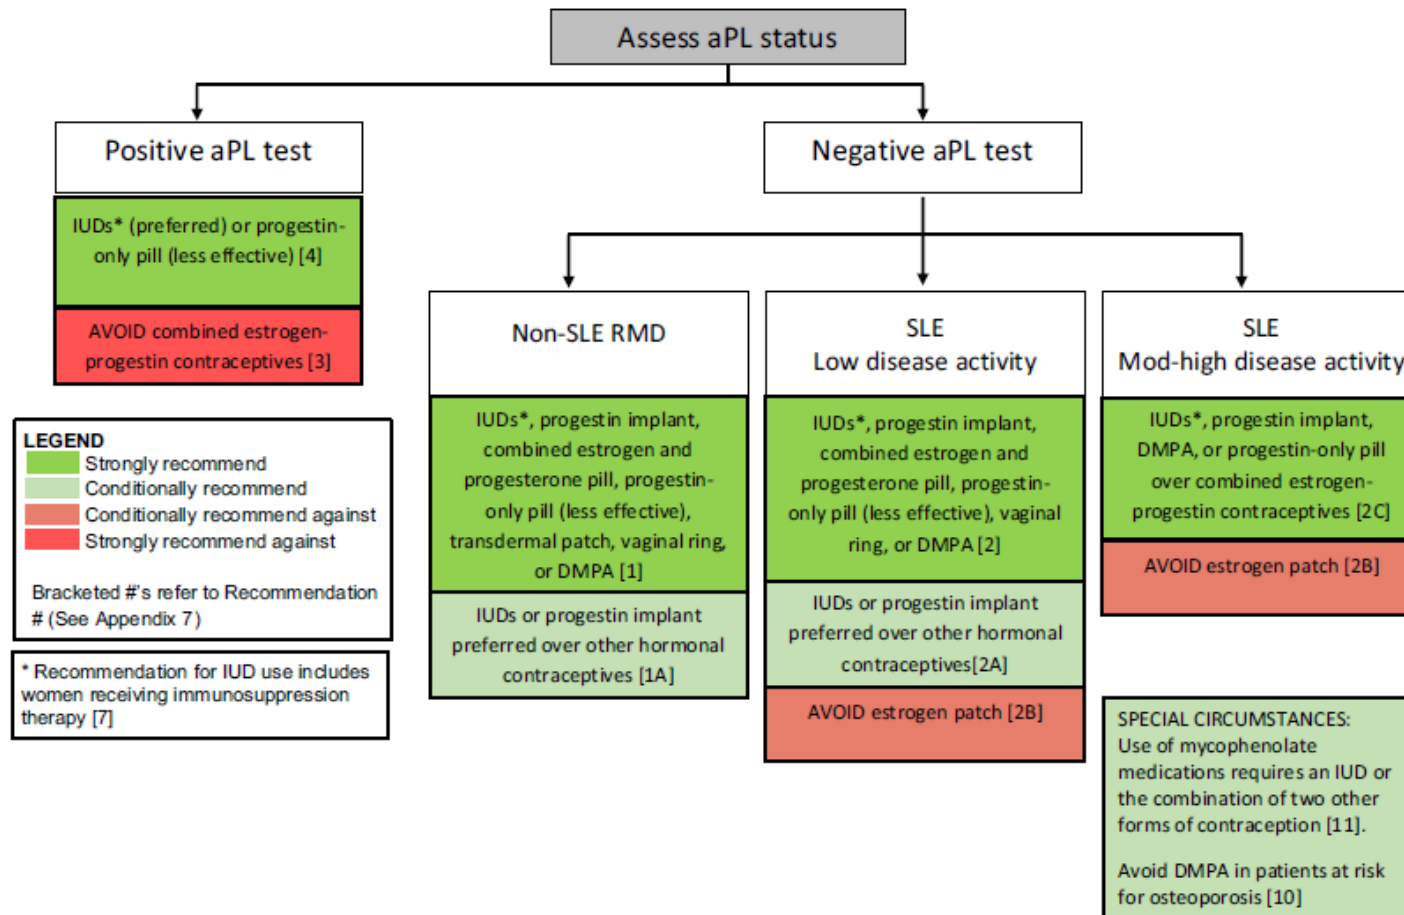 Assess aPL status
Positive aPL test
Negative aPL test
IUDs* (preferred) or progestin-
only pill (less effective) [4]
AVOID combined estrogen-
progestin contraceptives [3]
Non-SLE RMD
SLE
Low disease activity
SLE
Mod-high disease activity
IUDs*, progestin implant,
combined estrogen and
progesterone pill, progestin-
only pill (less effective),
transdermal patch, vaginal ring,
or DMPA [1]
IUDs or progestin implant
preferred over other hormonal
contraceptives [1A]
IUDs*, progestin implant,
combined estrogen and
progesterone pill, progestin-
only pill (less effective), vaginal
ring, or DMPA [2]
IUDs or progestin implant
preferred over other hormonal
contraceptives[2A]
AVOID estrogen patch [2B]
IUDs*, progestin implant,
DMPA, or progestin-only pill
over combined estrogen-
progestin contraceptives [2C]
AVOID estrogen patch [2B]
LEGEND
Strongly recommend
Conditionally recommend
Conditionally recommend against
Strongly recommend against
Bracketed #'s refer to Recommendation
# (See Appendix 7)
* Recommendation for IUD use includes
women receiving immunosuppression
therapy [7]
SPECIAL CIRCUMSTANCES:
Use of mycophenolate
medications requires an IUD or
the combination of two other
forms of contraception [11].
Avoid DMPA in patients at risk
for osteoporosis [10]